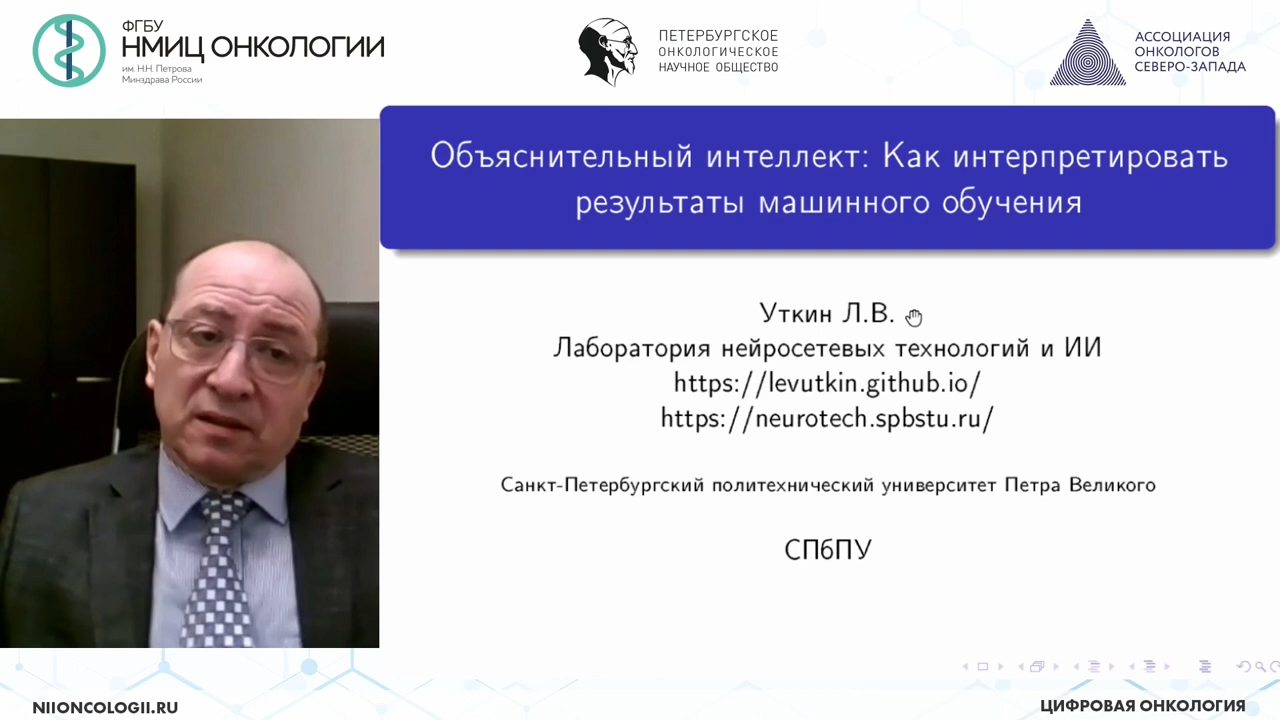 ФГБУ
НМИЦ ОНКОЛОГИИ
им. Н.Н. Петрова
Минздрава России
ПЕТЕРБУРГСКОЕ
ОНКОЛОГИЧЕСКОЕ
НАУЧНОЕ ОБЩЕСТВО
АССОЦИАЦИЯ
ОНКОЛОГОВ
СЕВЕРО-ЗАПАДА
Объяснительный интеллект: Как интерпретировать
результаты машинного обучения
Уткин Л.В.
Лаборатория нейросетевых технологий и ИИ
https://levutkin.github.io/
https://neurotech.spbstu.ru/
Санкт-Петербургский политехнический университет Петра Великого
СПбПУ
NIIONCOLOGII.RU
ЦИФРОВАЯ ОНКОЛОГИЯ